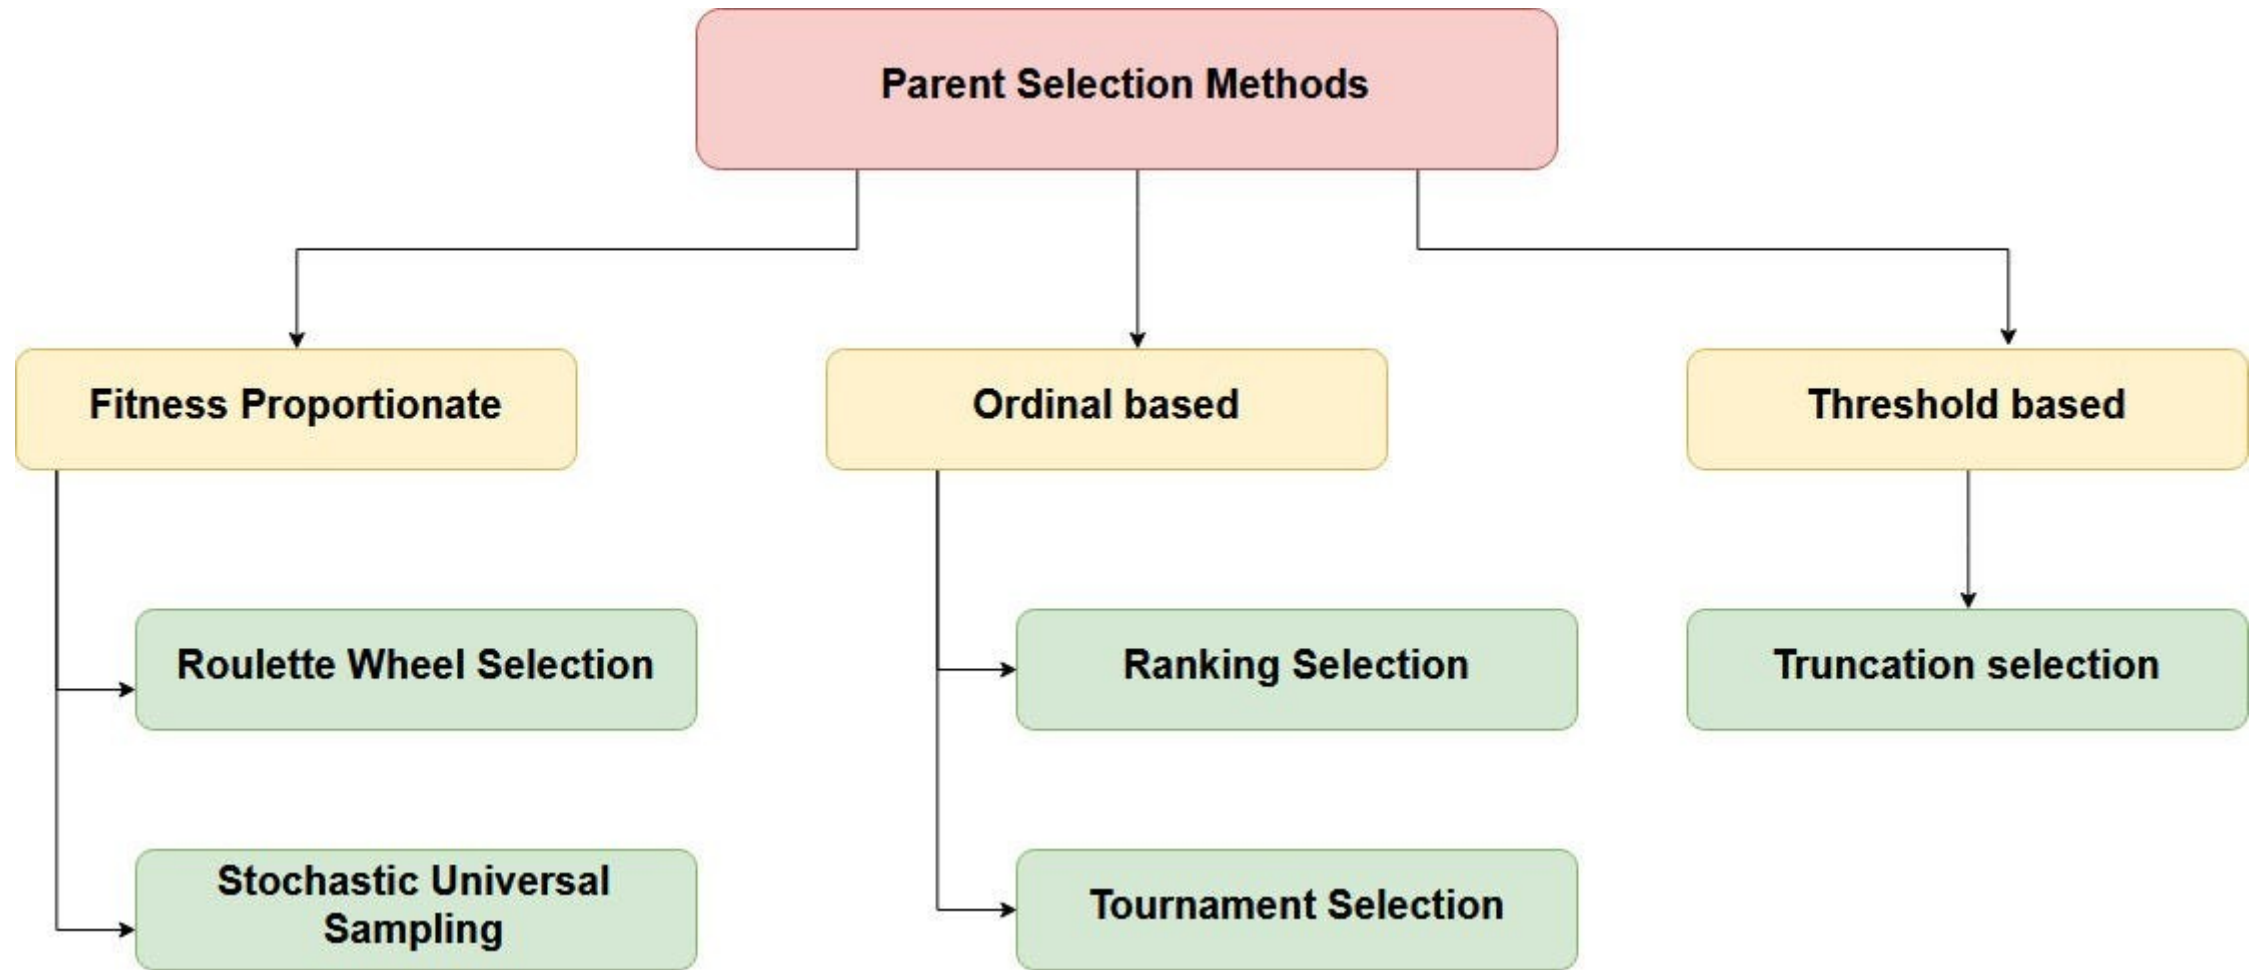 Parent Selection Methods
Fitness Proportionate
Ordinal based
Threshold based
Roulette Wheel Selection
Ranking Selection
Truncation selection
Stochastic Universal
Sampling
Tournament Selection